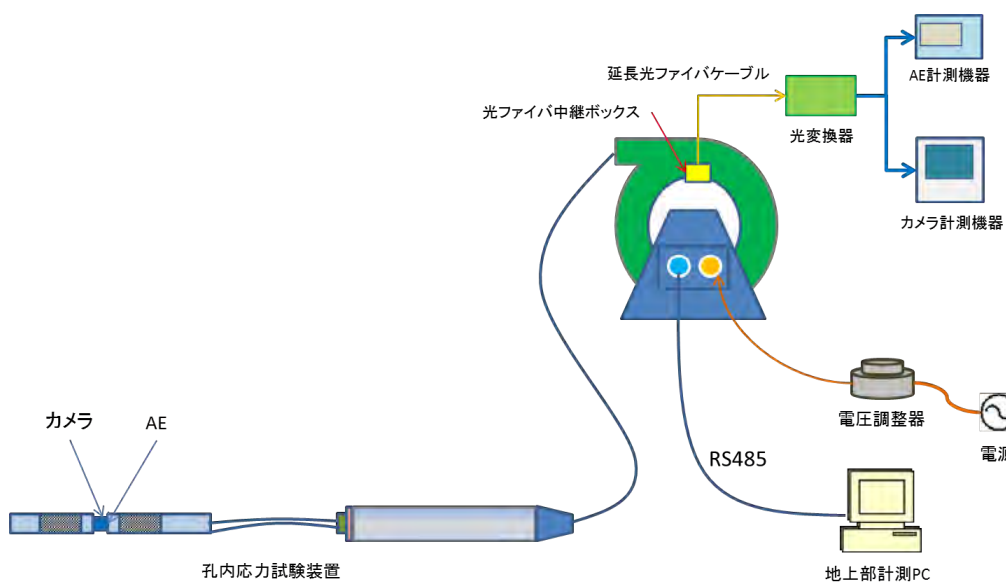 AE計測機器
延長光ファイバケーブル
光ファイバ中継ボックス
光変換器
カメラ計測機器
電圧調整器
電源
カメラ
AE
RS485
孔内応力試験装置
地上部計測PC